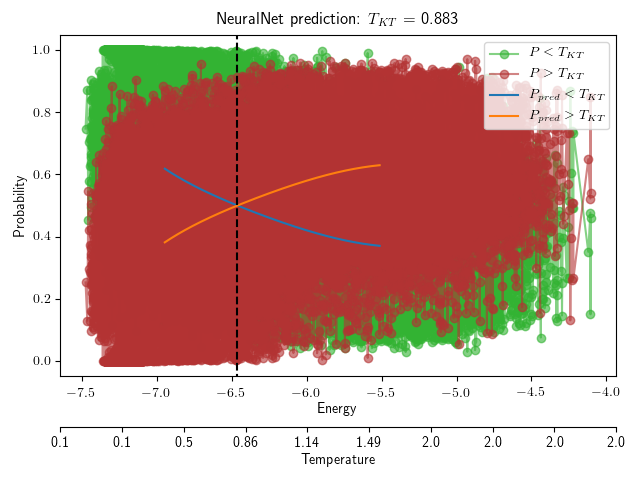 NeuralNet prediction: $T_{KT}$ = 0.883
1.0
0.8
0.6
0.4
0.2
0.0
Probability
P < T_{KT}
P > T_{KT}
P_{pred} < T_{KT}
P_{pred} > T_{KT}
−7.5 −7.0 −6.5 −6.0 −5.5 −5.0 −4.5 −4.0
Energy
0.1 0.1 0.5 0.86 1.14 1.49 2.0 2.0 2.0 2.0
Temperature